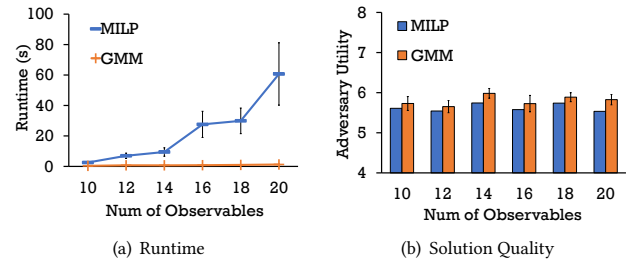 100
80
60
40
20
0
Runtime (s)
MILP
GMM
10 12 14 16 18 20
Num of Observables
(a) Runtime
8
7
6
5
4
Adversary Utility
MILP
GMM
10 12 14 16 18 20
Num of Observables
(b) Solution Quality